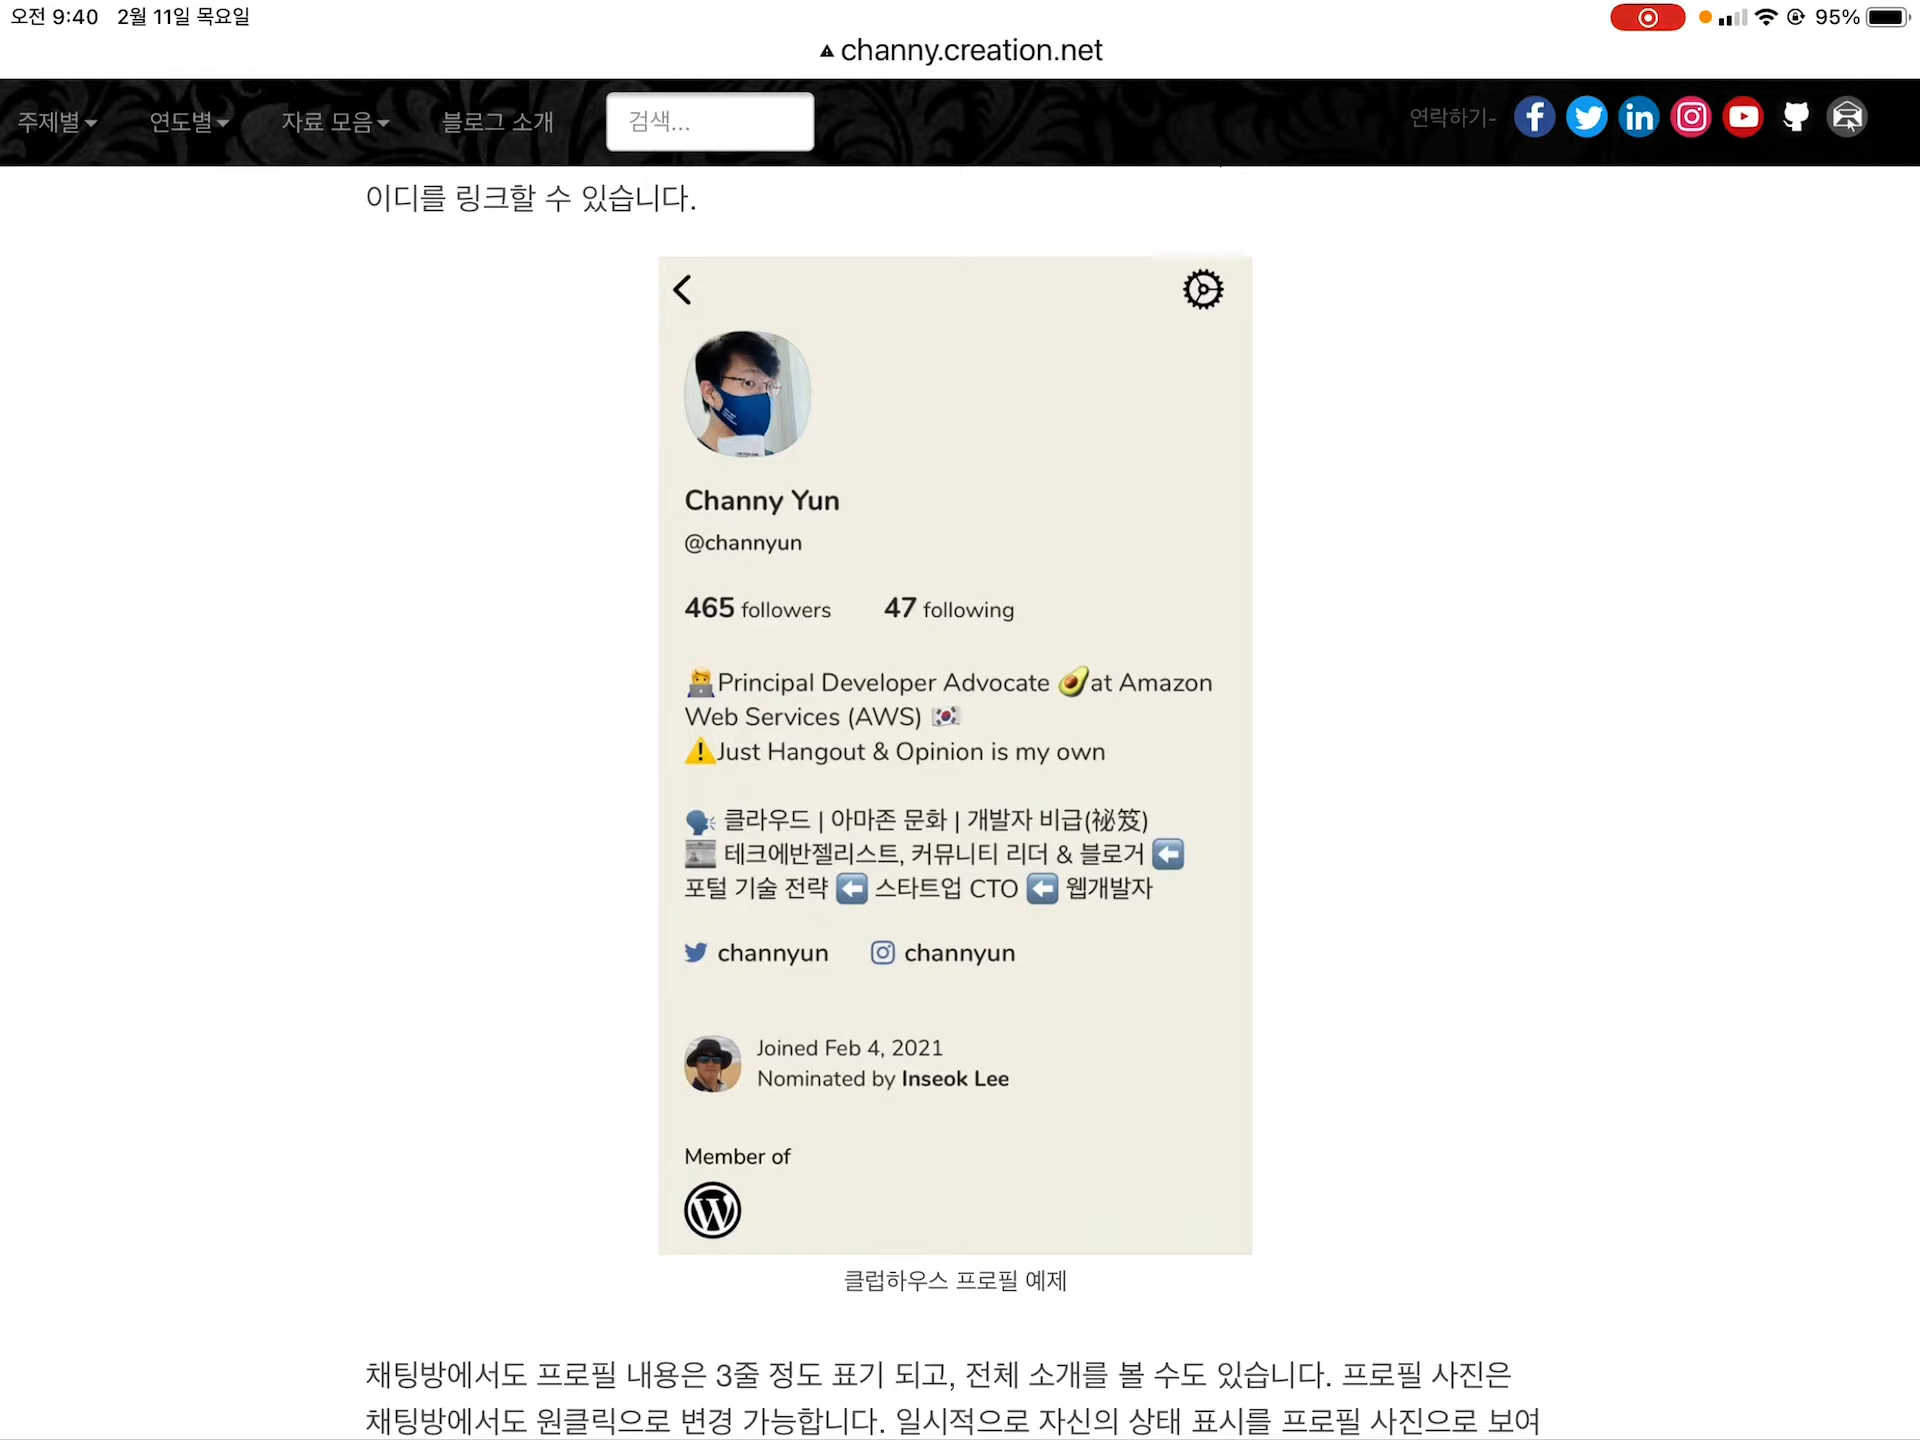 오전 9:40 2월 11일 목요일
95%
channy.creation.net
주제별 연도별 자료 모음 블로그 소개 검색... 연락하기-
이디를 링크할 수 있습니다.
Channy Yun
@channyun
465 followers 47 following
Principal Developer Advocate at Amazon
Web Services (AWS)
Just Hangout & Opinion is my own
클라우드 | 아마존 문화 | 개발자 비급(祕笈)
테크에반젤리스트, 커뮤니티 리더 & 블로거
포털 기술 전략 스타트업 CTO 웹개발자
channyun channyun
Joined Feb 4, 2021
Nominated by Inseok Lee
Member of
클럽하우스 프로필 예제
채팅방에서도 프로필 내용은 3줄 정도 표기 되고, 전체 소개를 볼 수도 있습니다. 프로필 사진은
채팅방에서도 원클릭으로 변경 가능합니다. 일시적으로 자신의 상태 표시를 프로필 사진으로 보여